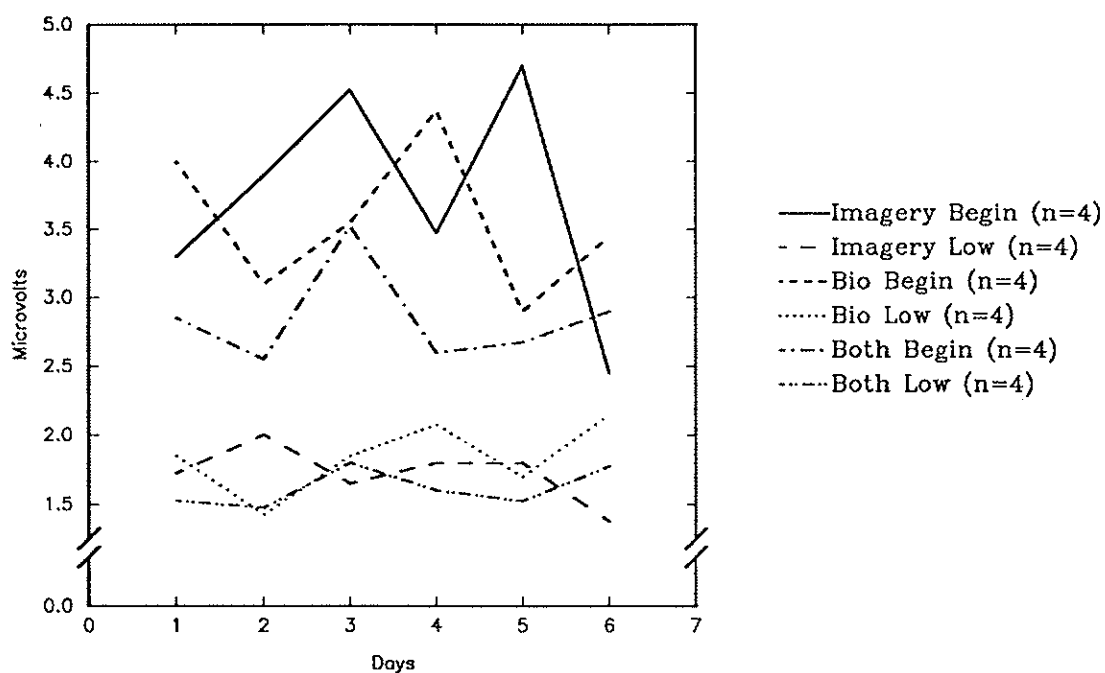 5.0
4.5
4.0
3.5
3.0
2.5
2.0
1.5
0.0
Microvolts
0 1 2 3 4 5 6 7
Days
Imagery Begin (n=4)
Imagery Low (n=4)
Bio Begin (n=4)
Bio Low (n=4)
Both Begin (n=4)
Both Low (n=4)